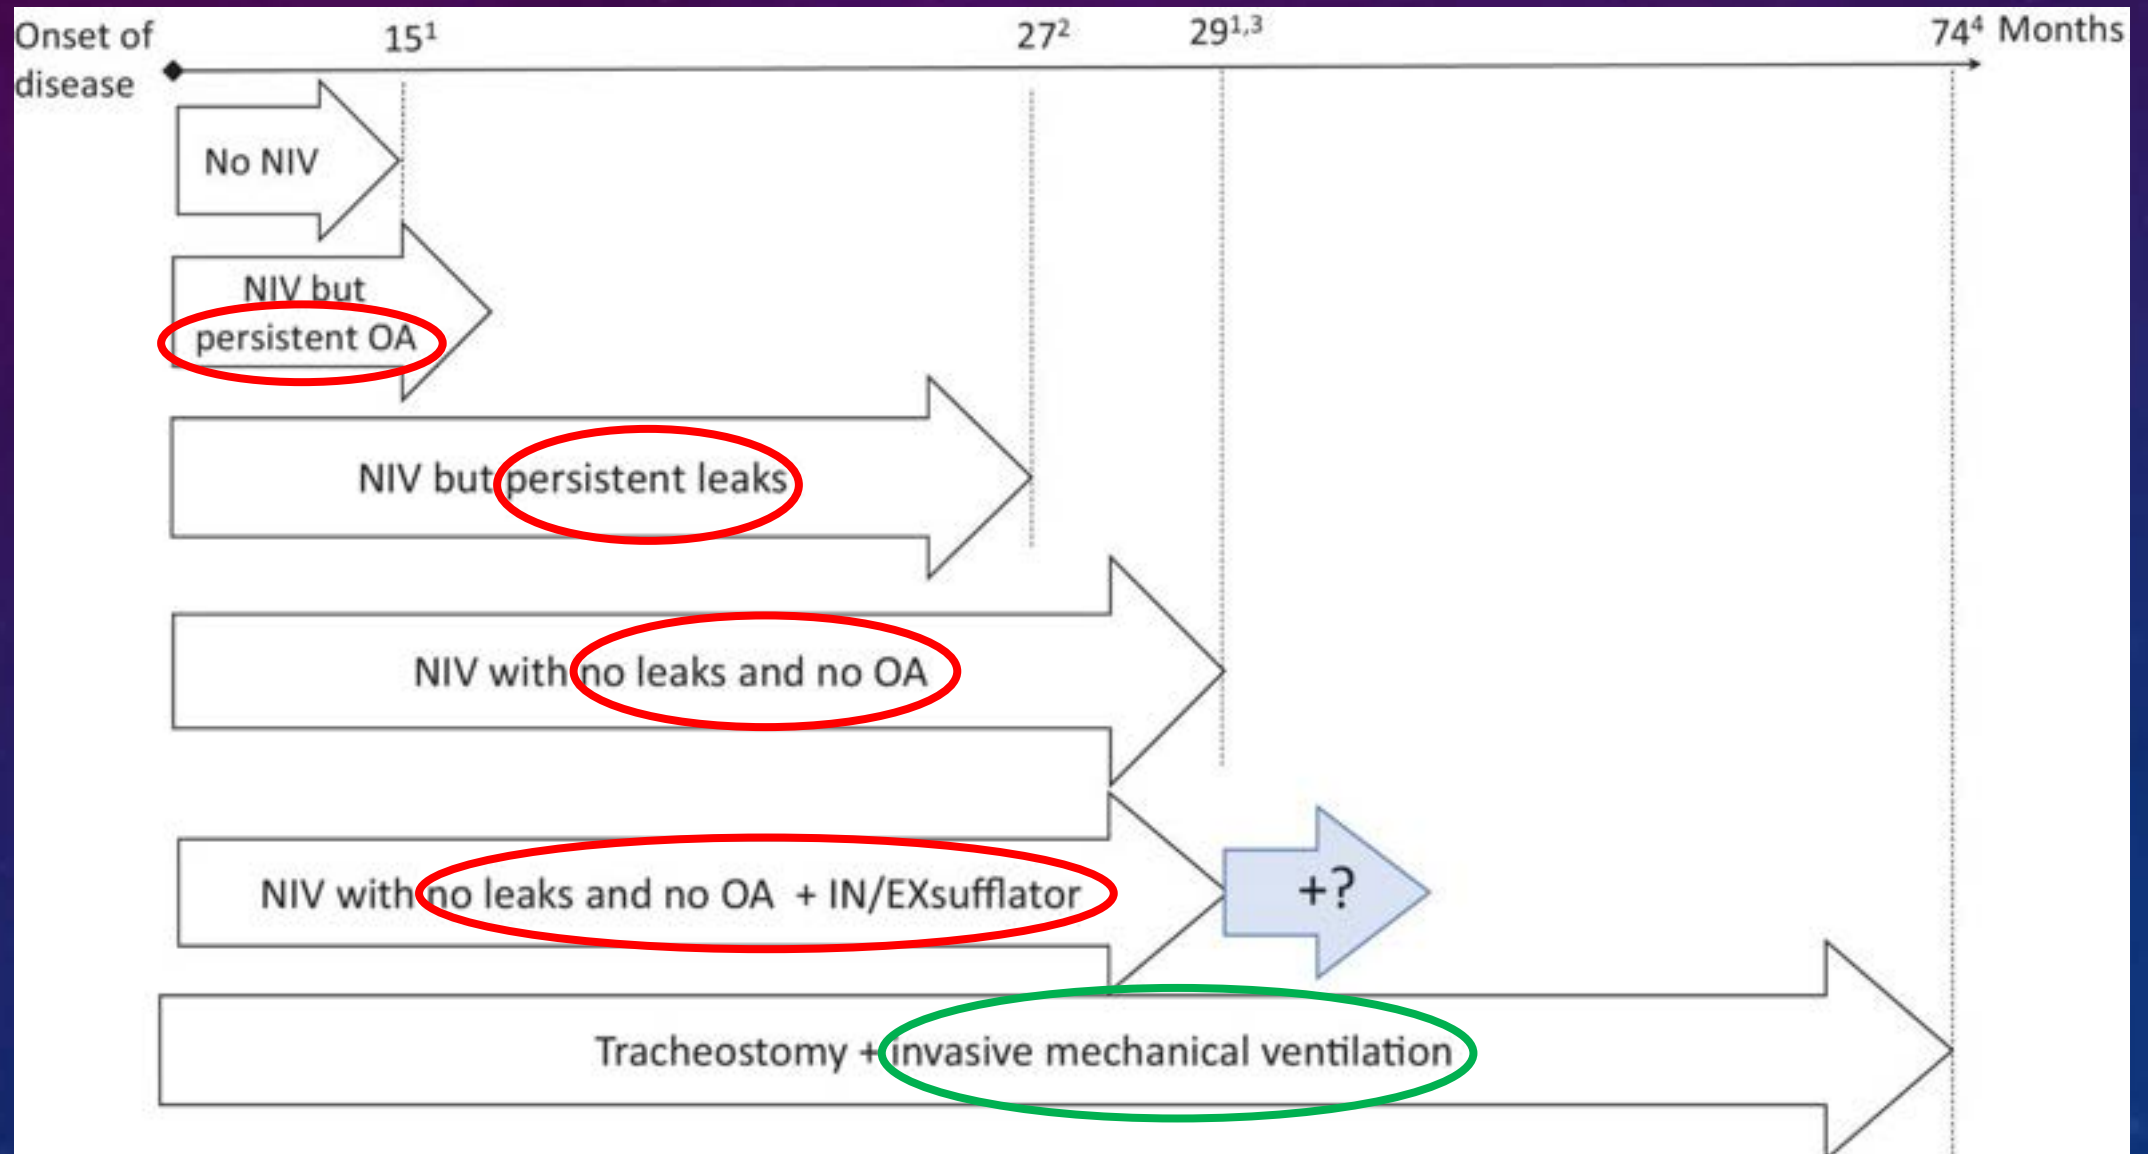 Onset of
disease
15¹
27²
29¹,³
74⁴ Months
No NIV
NIV but
persistent OA
NIV but persistent leaks
NIV with no leaks and no OA
NIV with no leaks and no OA + IN/EXsufflator
+?
Tracheostomy + invasive mechanical ventilation